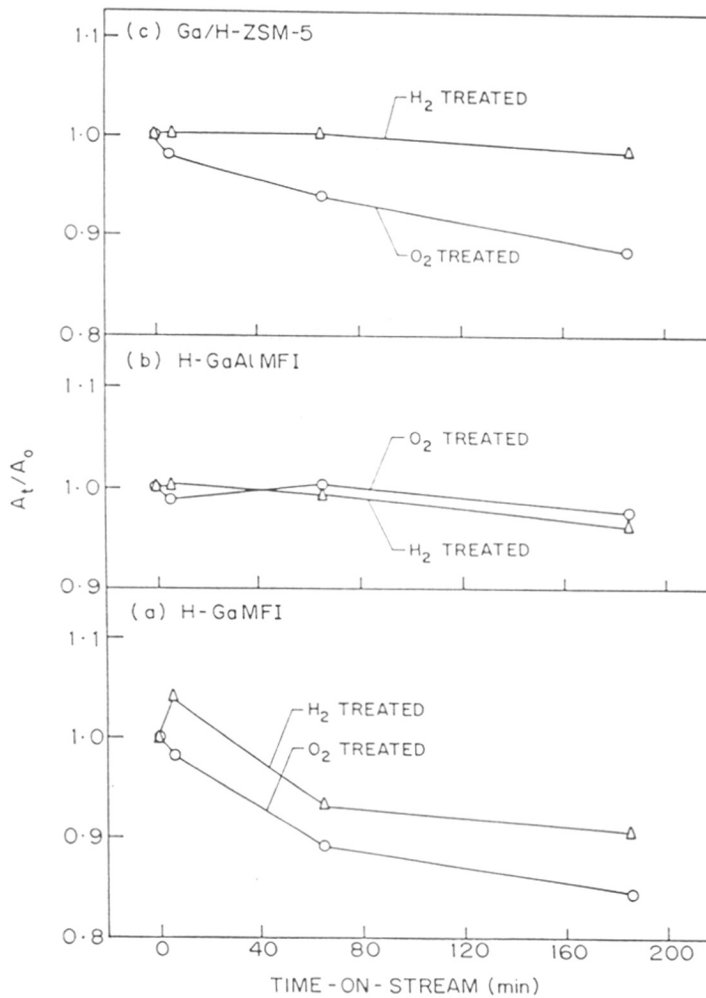 1·1
(c) Ga/H-ZSM-5
H₂ TREATED
1·0
0·9
O₂ TREATED
0·8
(b) H-GaAlMFI
1·1
O₂ TREATED
1·0
H₂ TREATED
0·9
(a) H-GaMFI
1·1
H₂ TREATED
1·0
O₂ TREATED
0·9
0·8
Aₜ/Aₒ
0 40 80 120 160 200
TIME-ON-STREAM (min)